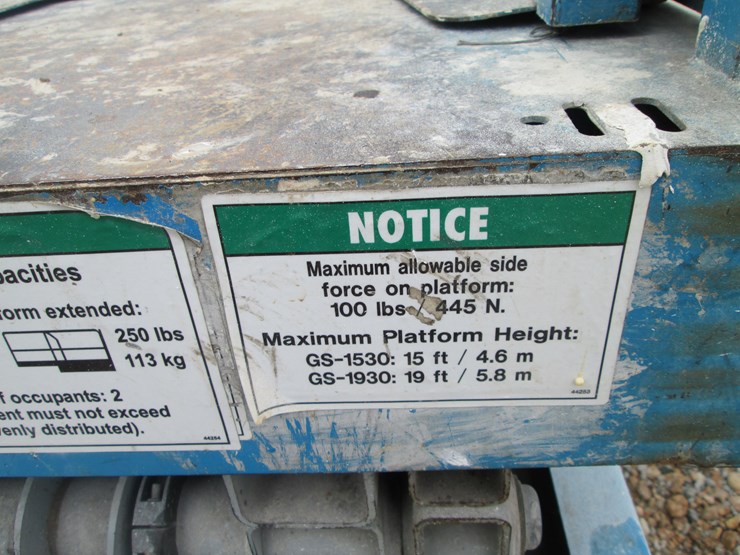 acities
orm extended:
250 lbs
113 kg
f occupants: 2
ent must not exceed
enly distributed).
44254
NOTICE
Maximum allowable side
force on platform:
100 lbs / 445 N.
Maximum Platform Height:
GS-1530: 15 ft / 4.6 m
GS-1930: 19 ft / 5.8 m
44253